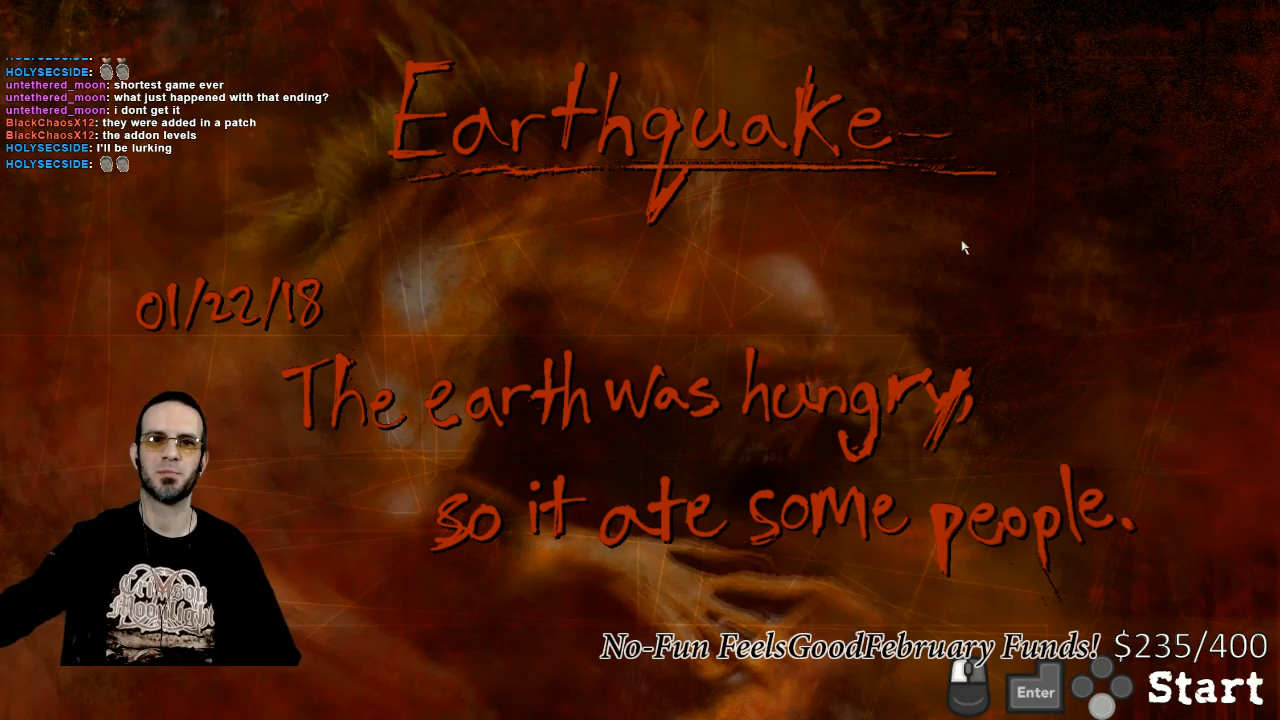 HOLYSECSIDE:
untethered_moon: shortest game ever
untethered_moon: what just happened with that ending?
untethered_moon: i dont get it
BlackChaosX12: they were added in a patch
BlackChaosX12: the addon levels
HOLYSECSIDE: I'll be lurking
HOLYSECSIDE:
Earthquake
01/22/18
The earth was hungry,
so it ate some people.
Crimson
Moonlight
No-Fun FeelsGoodFebruary Funds! $235/400
Enter
Start